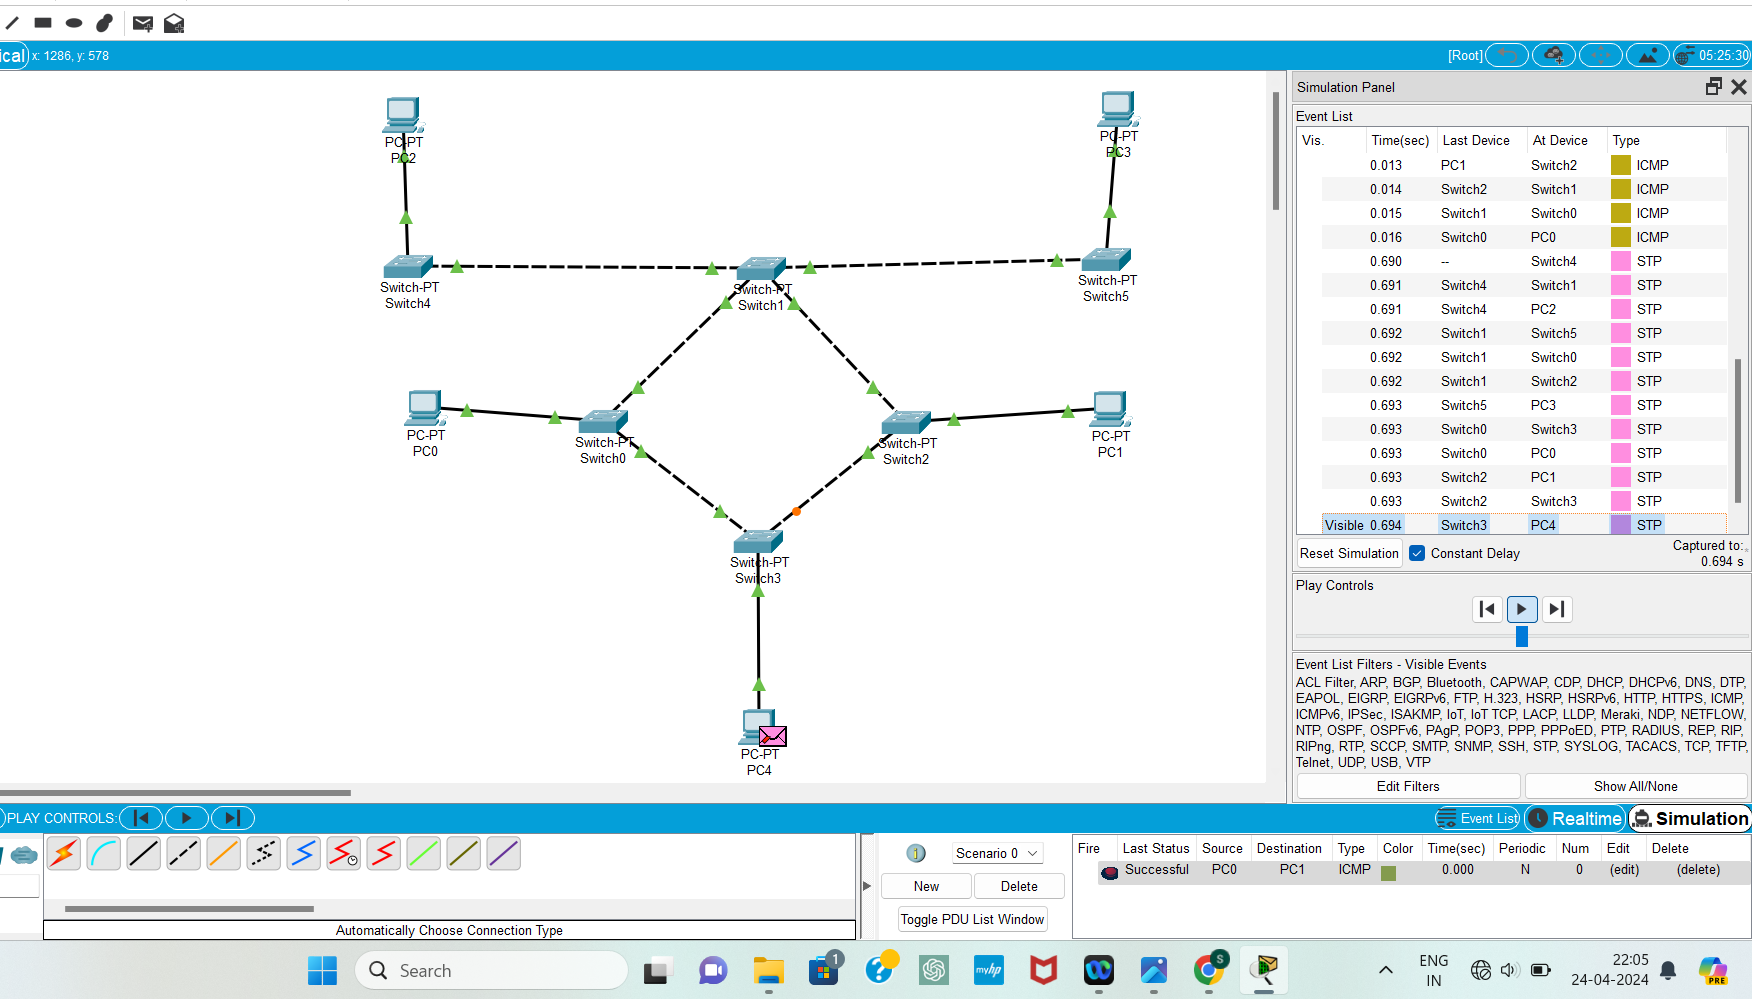 ical x: 1286, y: 578
[Root]
05:25:30
PC-PT
PC2
PC-PT
PC3
Switch-PT
Switch4
Switch-PT
Switch1
Switch-PT
Switch5
PC-PT
PC0
Switch-PT
Switch0
Switch-PT
Switch2
PC-PT
PC1
Switch-PT
Switch3
PC-PT
PC4
Simulation Panel
Event List
Vis. Time(sec) Last Device At Device Type
0.013 PC1 Switch2 ICMP
0.014 Switch2 Switch1 ICMP
0.015 Switch1 Switch0 ICMP
0.016 Switch0 PC0 ICMP
0.690 -- Switch4 STP
0.691 Switch4 Switch1 STP
0.691 Switch4 PC2 STP
0.692 Switch1 Switch5 STP
0.692 Switch1 Switch0 STP
0.692 Switch1 Switch2 STP
0.693 Switch5 PC3 STP
0.693 Switch0 Switch3 STP
0.693 Switch0 PC0 STP
0.693 Switch2 PC1 STP
0.693 Switch2 Switch3 STP
Visible 0.694 Switch3 PC4 STP
Reset Simulation Constant Delay
Captured to:
0.694 s
Play Controls
Event List Filters - Visible Events
ACL Filter, ARP, BGP, Bluetooth, CAPWAP, CDP, DHCP, DHCPv6, DNS, DTP,
EAPOL, EIGRP, EIGRPv6, FTP, H.323, HSRP, HSRPv6, HTTP, HTTPS, ICMP,
ICMPv6, IPSec, ISAKMP, IoT, IoT TCP, LACP, LLDP, Meraki, NDP, NETFLOW,
NTP, OSPF, OSPFv6, PAgP, POP3, PPP, PPPoED, PTP, RADIUS, REP, RIP,
RIPng, RTP, SCCP, SMTP, SNMP, SSH, STP, SYSLOG, TACACS, TCP, TFTP,
Telnet, UDP, USB, VTP
Edit Filters Show All/None
PLAY CONTROLS:
Event List Realtime Simulation
Scenario 0
New Delete
Toggle PDU List Window
Automatically Choose Connection Type
Fire Last Status Source Destination Type Color Time(sec) Periodic Num Edit Delete
Successful PC0 PC1 ICMP 0.000 N 0 (edit) (delete)
Search
1
myhp
S
ENG
IN
22:05
24-04-2024
PRE